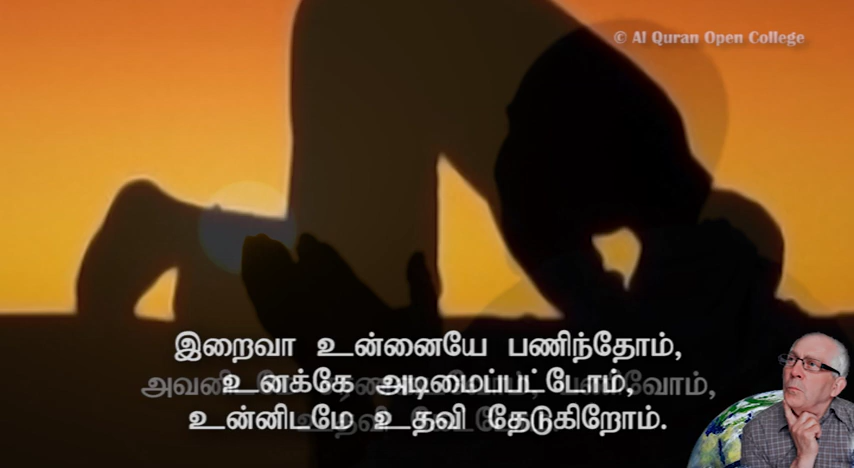 © Al Quran Open College
இறைவா உன்னையே பணிந்தோம்,
உனக்கே அடிமைப்பட்போம்,
உன்னிடமே உதவி தேடுகிறோம்.